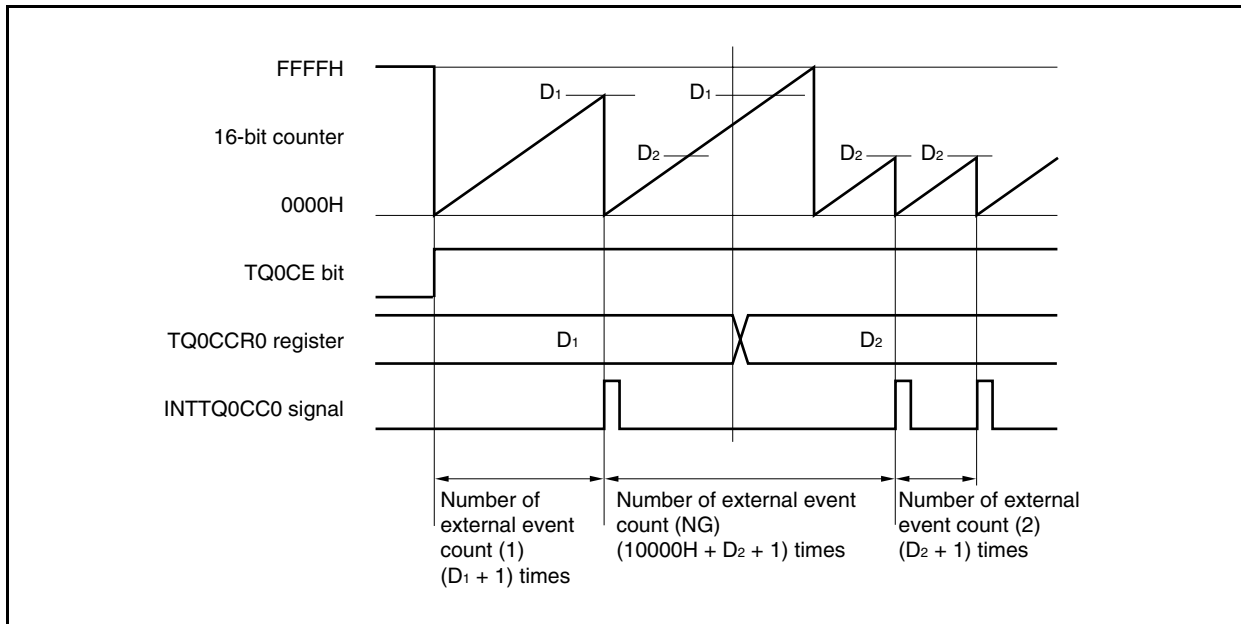 FFFFH
D1
D1
16-bit counter
D2
D2
D2
0000H
TQ0CE bit
TQ0CCR0 register
D1
D2
INTTQ0CC0 signal
Number of
external event
count (1)
(D1 + 1) times
Number of external event
count (NG)
(10000H + D2 + 1) times
Number of external
event count (2)
(D2 + 1) times